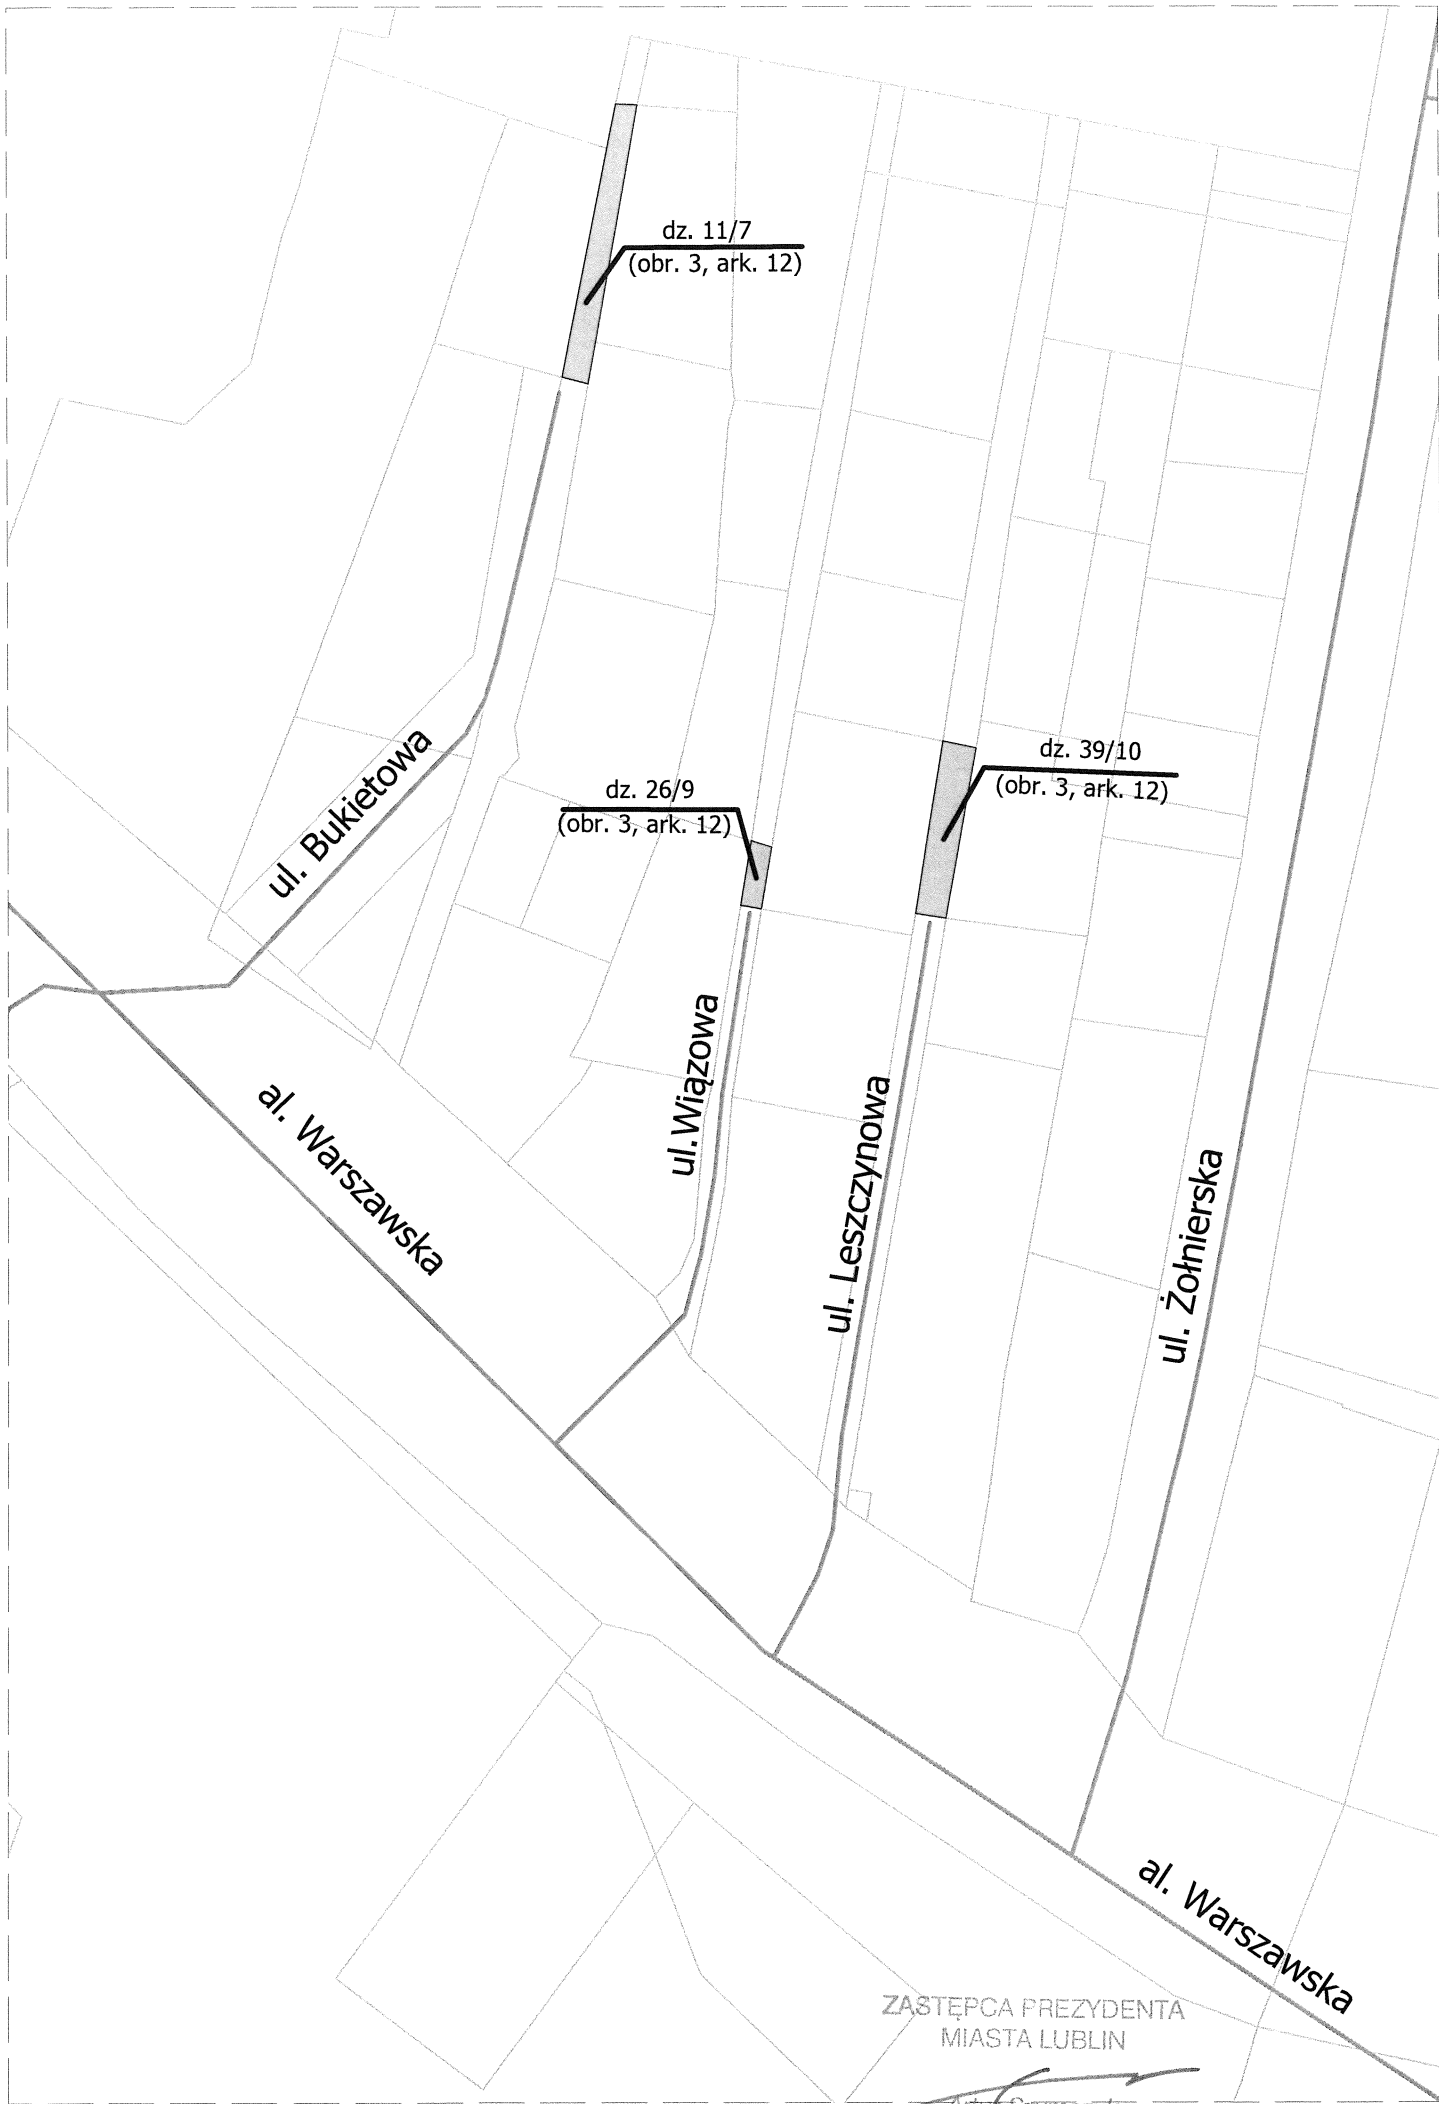 dz. 11/7
(obr. 3, ark. 12)
dz. 39/10
(obr. 3, ark. 12)
dz. 26/9
(obr. 3, ark. 12)
ul. Bukietowa
ul.Wiązowa
ul. Leszczynowa
ul. Żołnierska
al. Warszawska
al. Warszawska
ZASTĘPCA PREZYDENTA
MIASTA LUBLIN